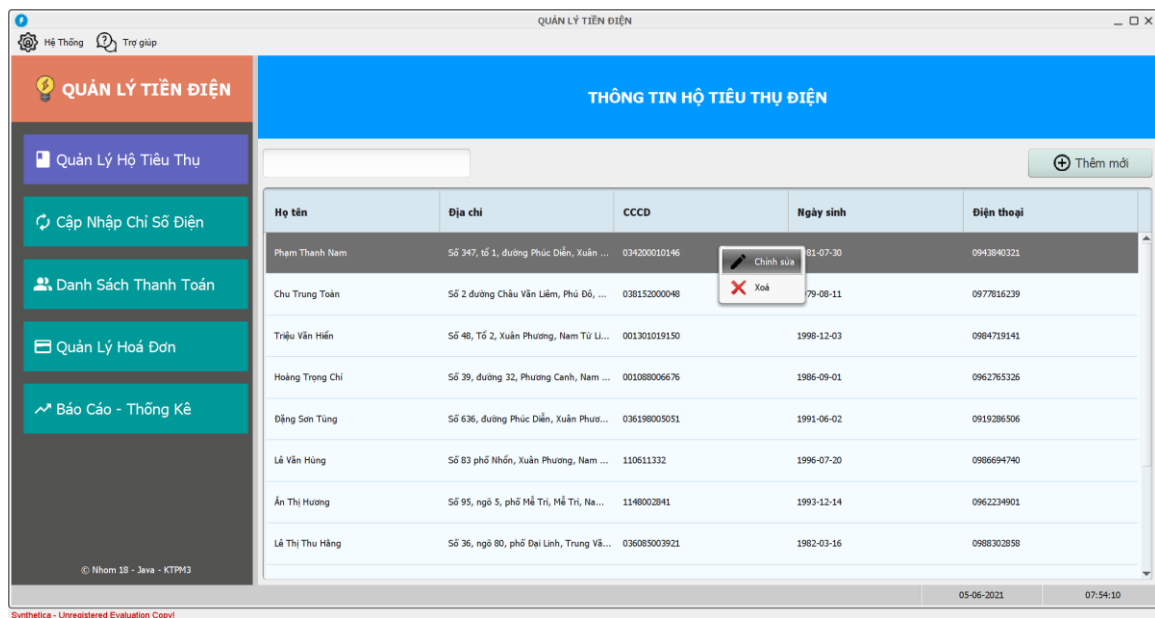 QUẢN LÝ TIỀN ĐIỆN
Hệ Thống Trợ giúp
QUẢN LÝ TIỀN ĐIỆN
THÔNG TIN HỘ TIÊU THỤ ĐIỆN
Quản Lý Hộ Tiêu Thụ
Cập Nhập Chỉ Số Điện
Danh Sách Thanh Toán
Quản Lý Hoá Đơn
Báo Cáo - Thống Kê
© Nhom 18 - Java - KTPM3
Thêm mới
Họ tên Địa chỉ CCCD Ngày sinh Điện thoại
Phạm Thanh Nam Số 347, tổ 1, đường Phúc Diễn, Xuân ... 034200010146 81-07-30 0943840321
Chỉnh sửa
Xoá
Chu Trung Toàn Số 2 đường Châu Văn Liêm, Phú Đô, ... 038152000048 79-08-11 0977816239
Triệu Văn Hiến Số 48, Tổ 2, Xuân Phương, Nam Từ Li... 001301019150 1998-12-03 0984719141
Hoàng Trọng Chí Số 39, đường 32, Phương Canh, Nam ... 001088006676 1986-09-01 0962765326
Đặng Sơn Tùng Số 636, đường Phúc Diễn, Xuân Phươ... 036198005051 1991-06-02 0919286506
Lê Văn Hùng Số 83 phố Nhổn, Xuân Phương, Nam ... 110611332 1996-07-20 0986694740
Ân Thị Hương Số 95, ngõ 5, phố Mễ Trì, Mễ Trì, Na... 1148002841 1993-12-14 0962234901
Lê Thị Thu Hằng Số 36, ngõ 80, phố Đại Linh, Trung Vă... 036085003921 1982-03-16 0988302858
05-06-2021 07:54:10
Synthetica - Unregistered Evaluation Copy!